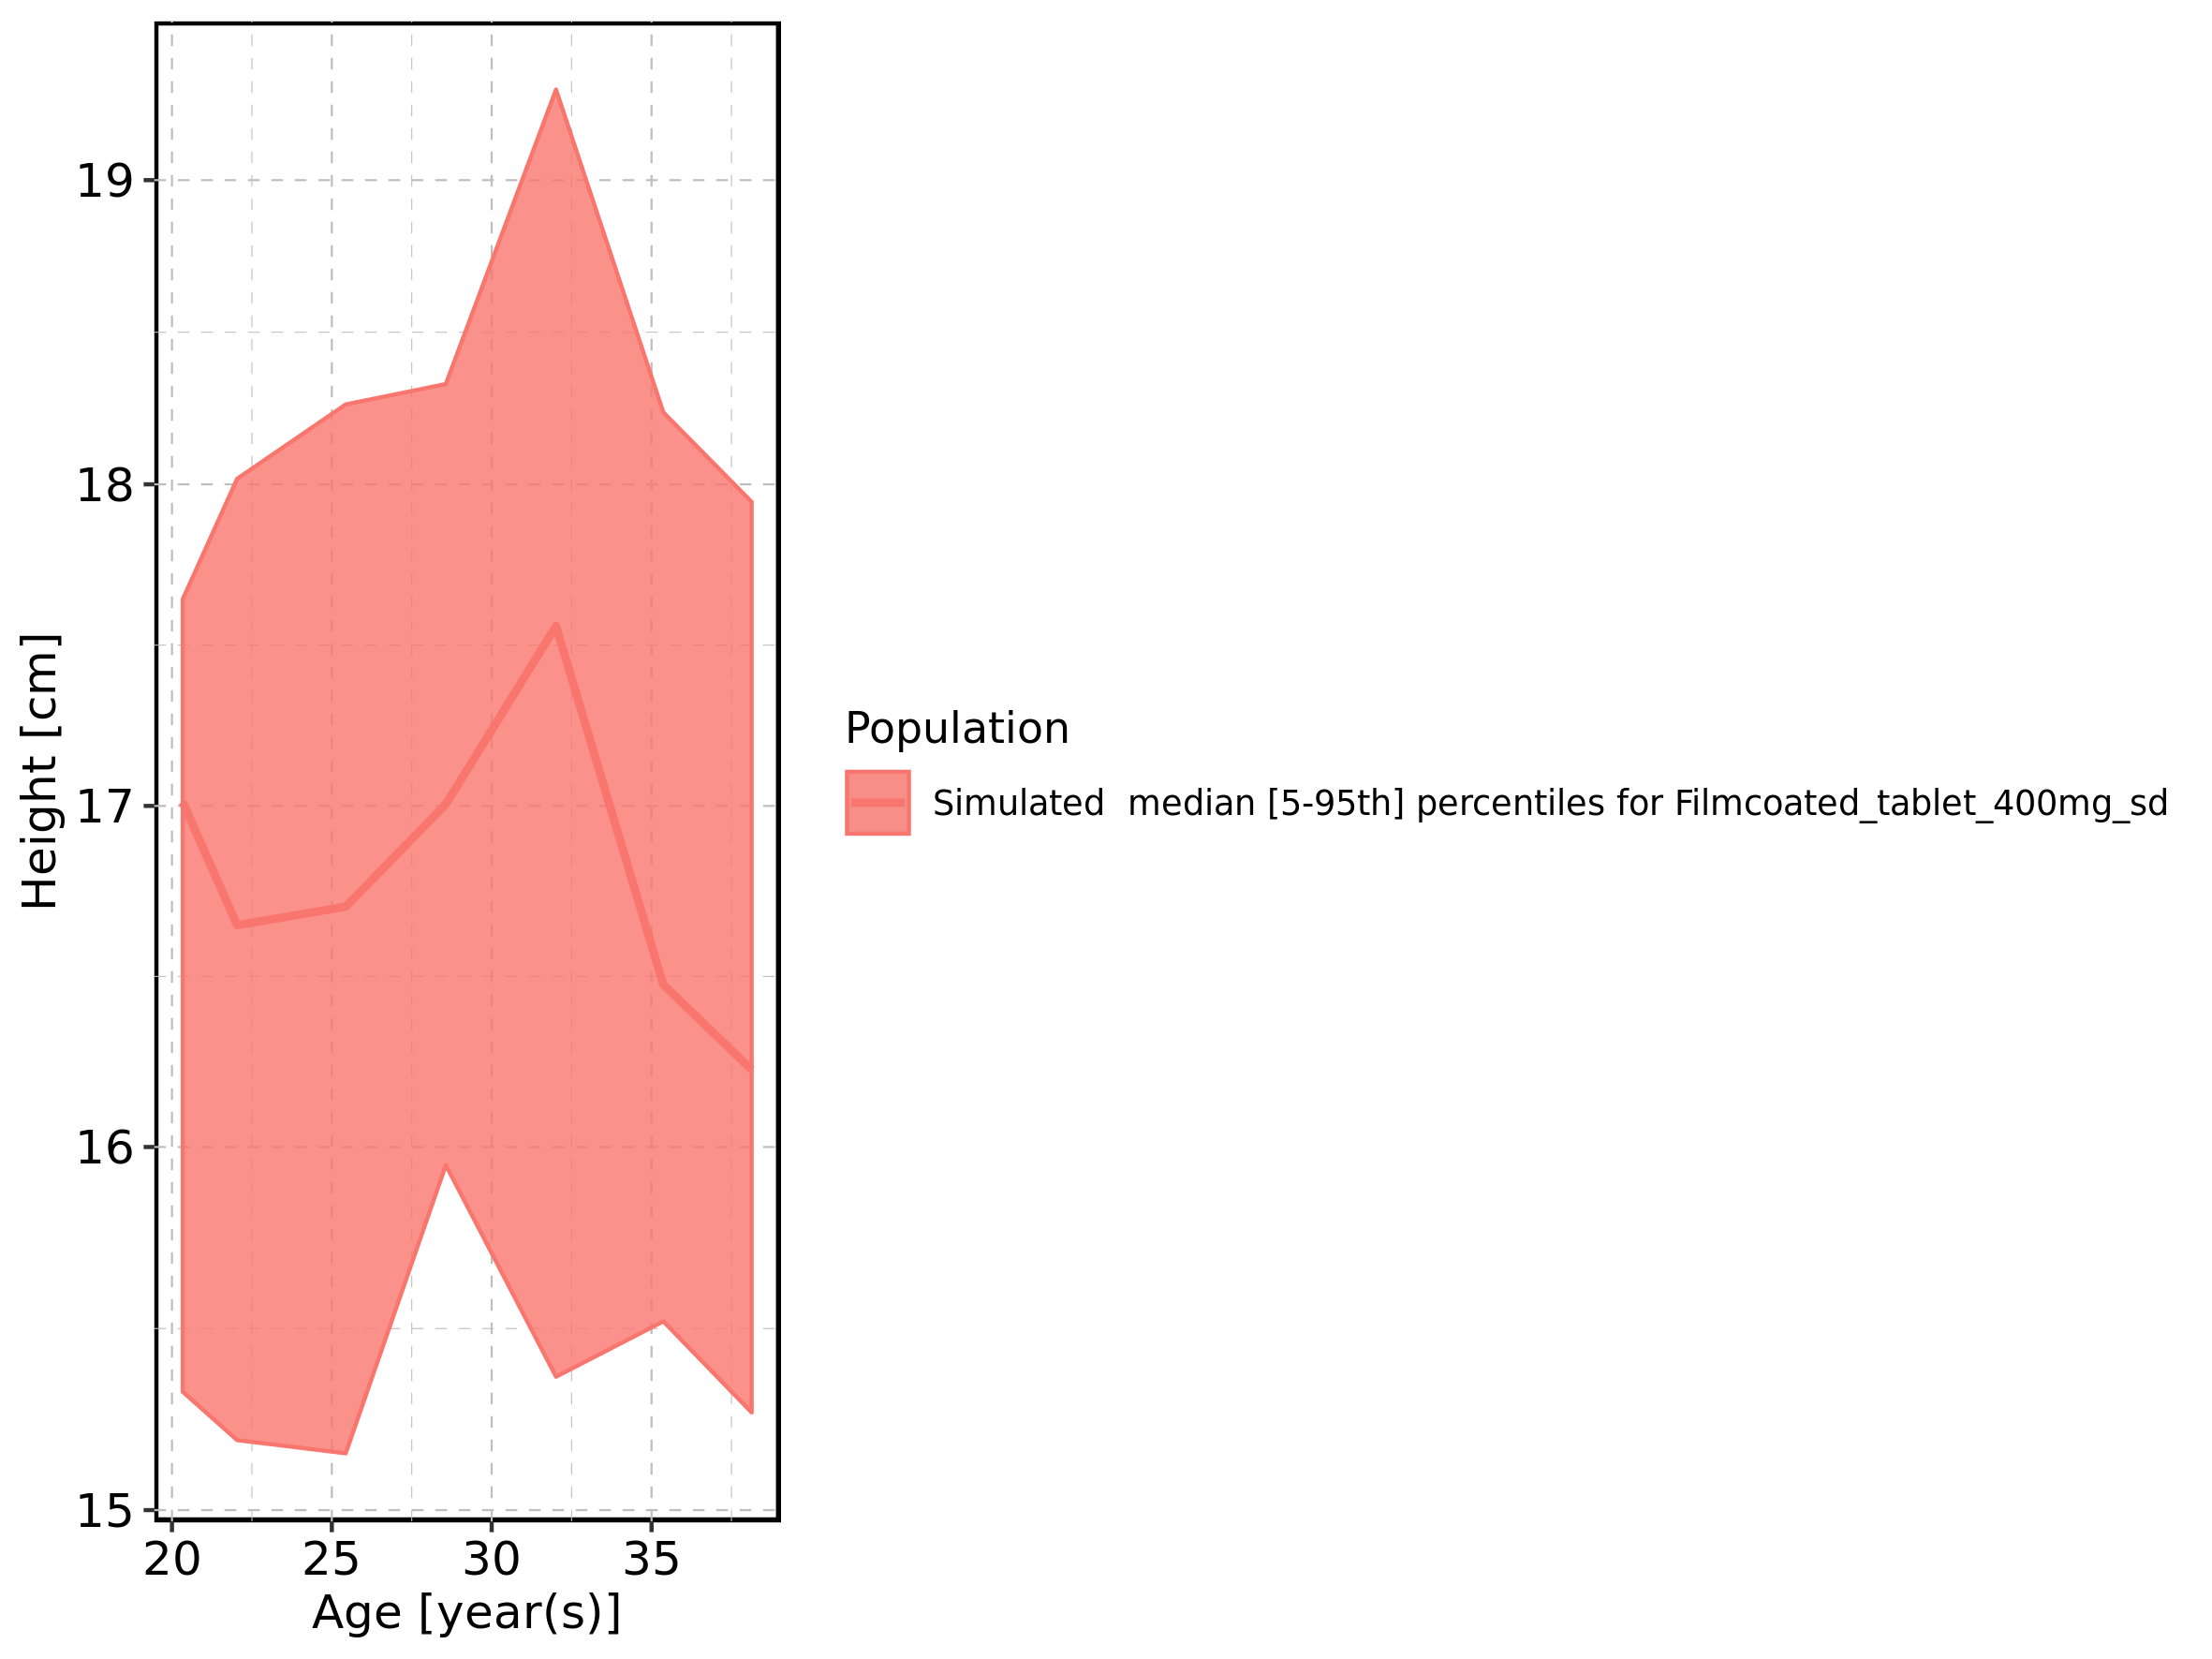 19
18
17
16
15
Height [cm]
20 25 30 35
Age [year(s)]
Population
Simulated  median [5-95th] percentiles for Filmcoated_tablet_400mg_sd